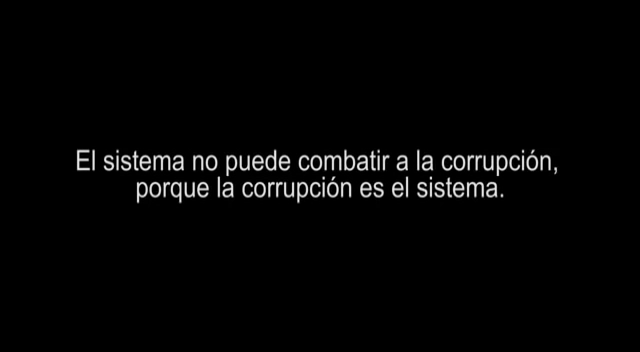 El sistema no puede combatir a la corrupción,
porque la corrupción es el sistema.